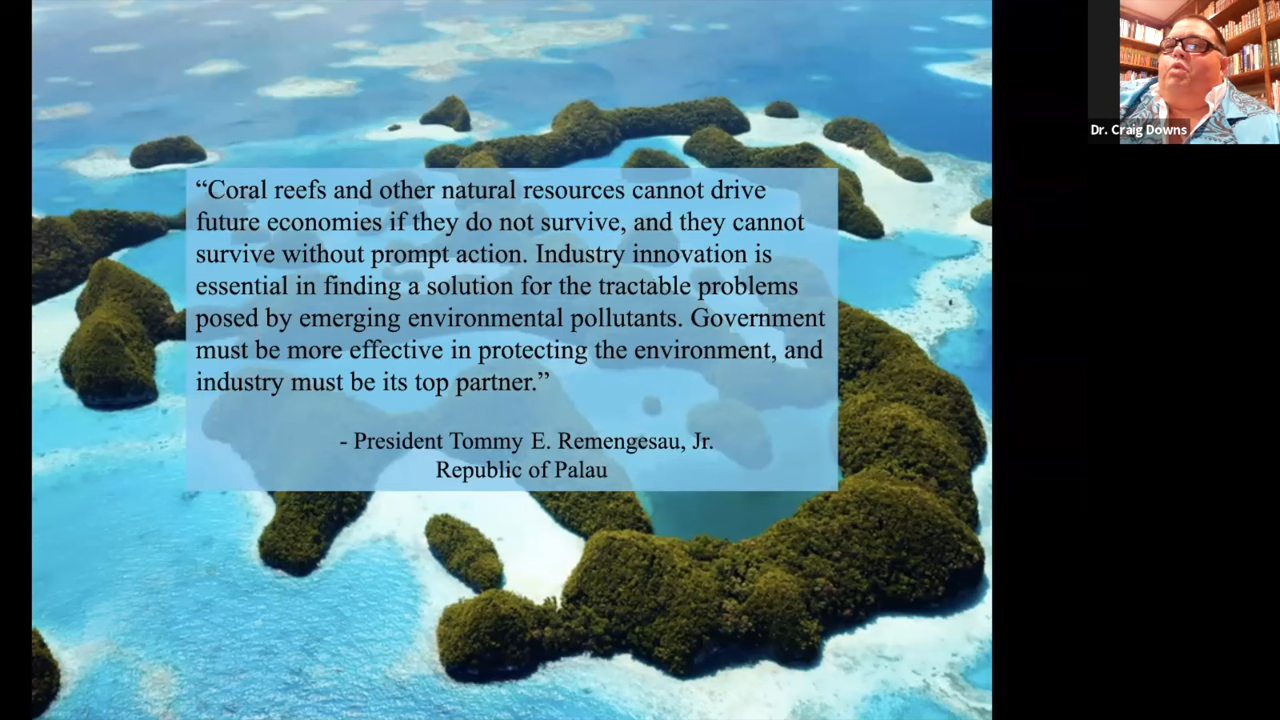 “Coral reefs and other natural resources cannot drive
future economies if they do not survive, and they cannot
survive without prompt action. Industry innovation is
essential in finding a solution for the tractable problems
posed by emerging environmental pollutants. Government
must be more effective in protecting the environment, and
industry must be its top partner.”
- President Tommy E. Remengesau, Jr.
Republic of Palau
Dr. Craig Downs